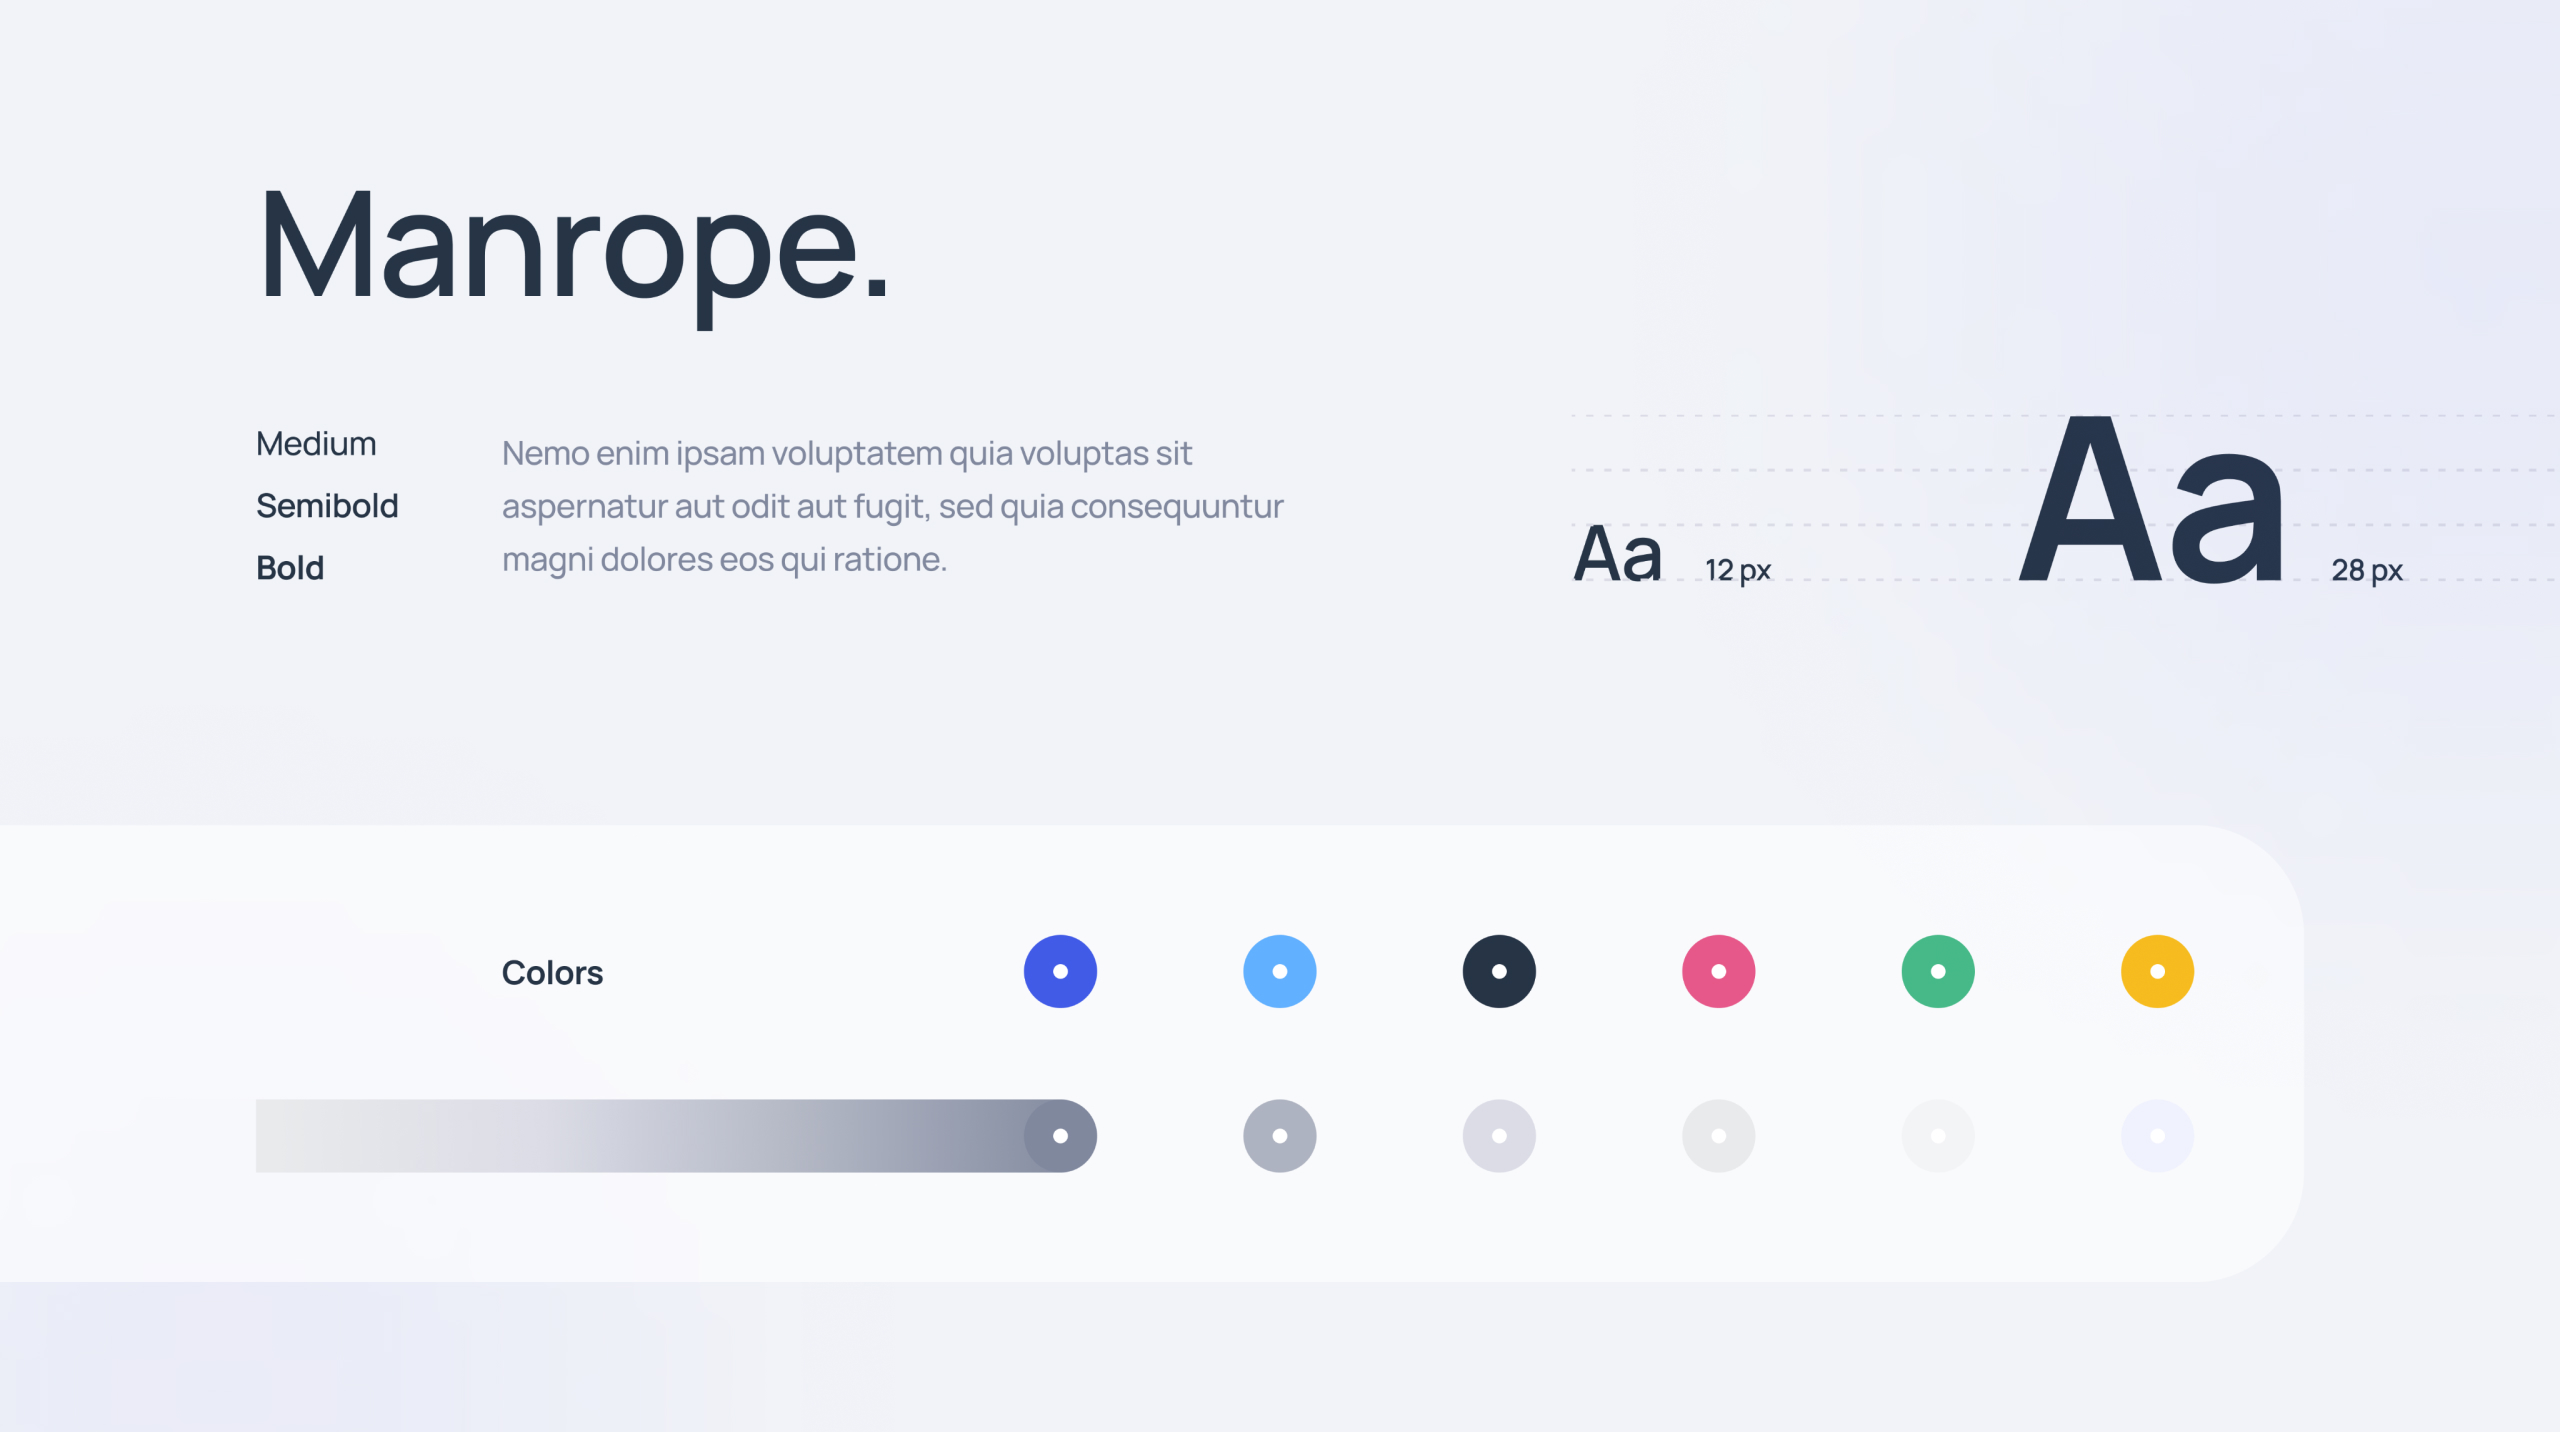 Manrope.
Medium
Semibold
Bold
Nemo enim ipsam voluptatem quia voluptas sit
aspernatur aut odit aut fugit, sed quia consequuntur
magni dolores eos qui ratione.
Aa
12 px
Aa
28 px
Colors